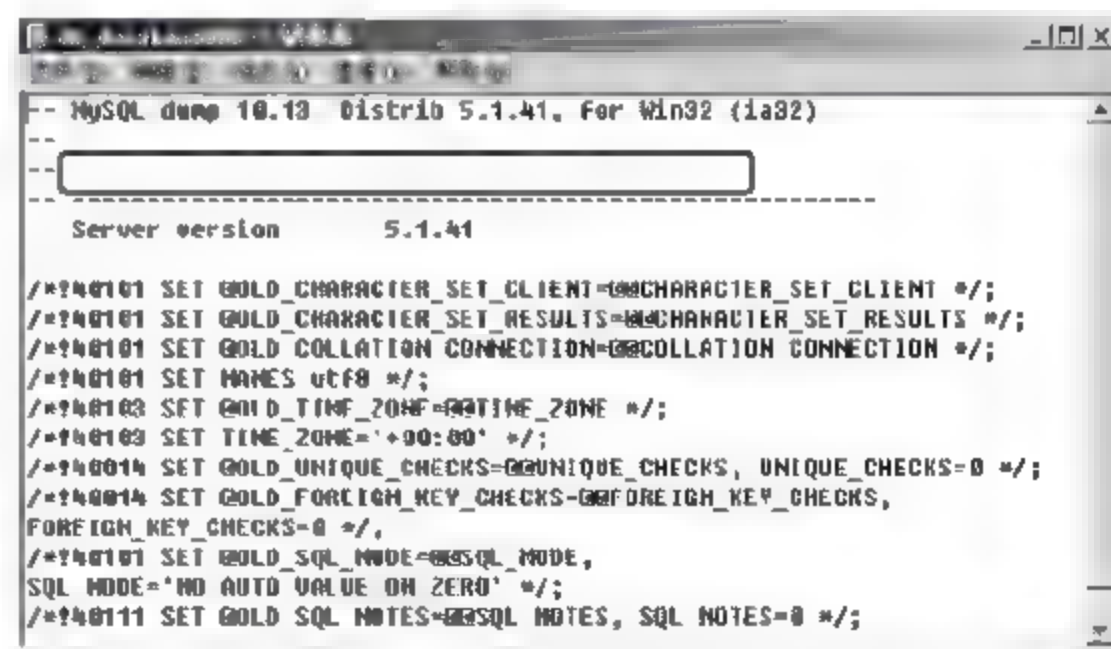 -- MySQL dump 10.13 Distrib 5.1.41, for Win32 (ia32)
--
--
-- ------------------------------------------------------
Server version 5.1.41
/*!40101 SET @OLD_CHARACTER_SET_CLIENT=@@CHARACTER_SET_CLIENT */;
/*!40101 SET @OLD_CHARACTER_SET_RESULTS=@@CHARACTER_SET_RESULTS */;
/*!40101 SET @OLD_COLLATION_CONNECTION=@@COLLATION_CONNECTION */;
/*!40101 SET NAMES utf8 */;
/*!40103 SET @OLD_TIME_ZONE=@@TIME_ZONE */;
/*!40103 SET TIME_ZONE='+00:00' */;
/*!40014 SET @OLD_UNIQUE_CHECKS=@@UNIQUE_CHECKS, UNIQUE_CHECKS=0 */;
/*!40014 SET @OLD_FOREIGN_KEY_CHECKS=@@FOREIGN_KEY_CHECKS,
FOREIGN_KEY_CHECKS=0 */;
/*!40101 SET @OLD_SQL_MODE=@@SQL_MODE,
SQL_MODE='NO_AUTO_VALUE_ON_ZERO' */;
/*!40111 SET @OLD_SQL_NOTES=@@SQL_NOTES, SQL_NOTES=0 */;